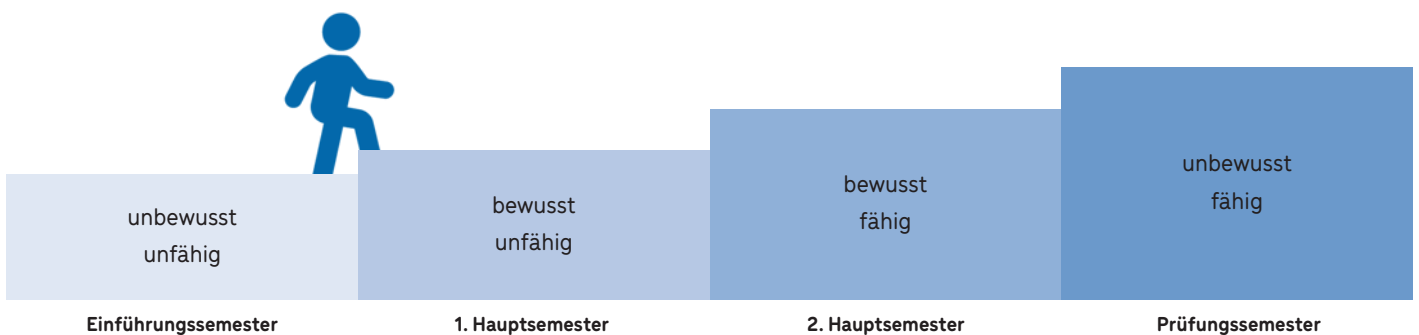 unbewusst
unfähig
bewusst
unfähig
bewusst
fähig
unbewusst
fähig
Einführungssemester
1. Hauptsemester
2. Hauptsemester
Prüfungssemester